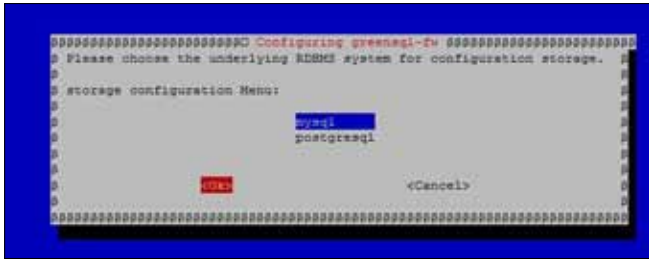 Configuring greensql-fw
Please choose the underlying RDBMS system for configuration storage.
storage configuration Menu:
mysql
postgresql
<Ok> <Cancel>